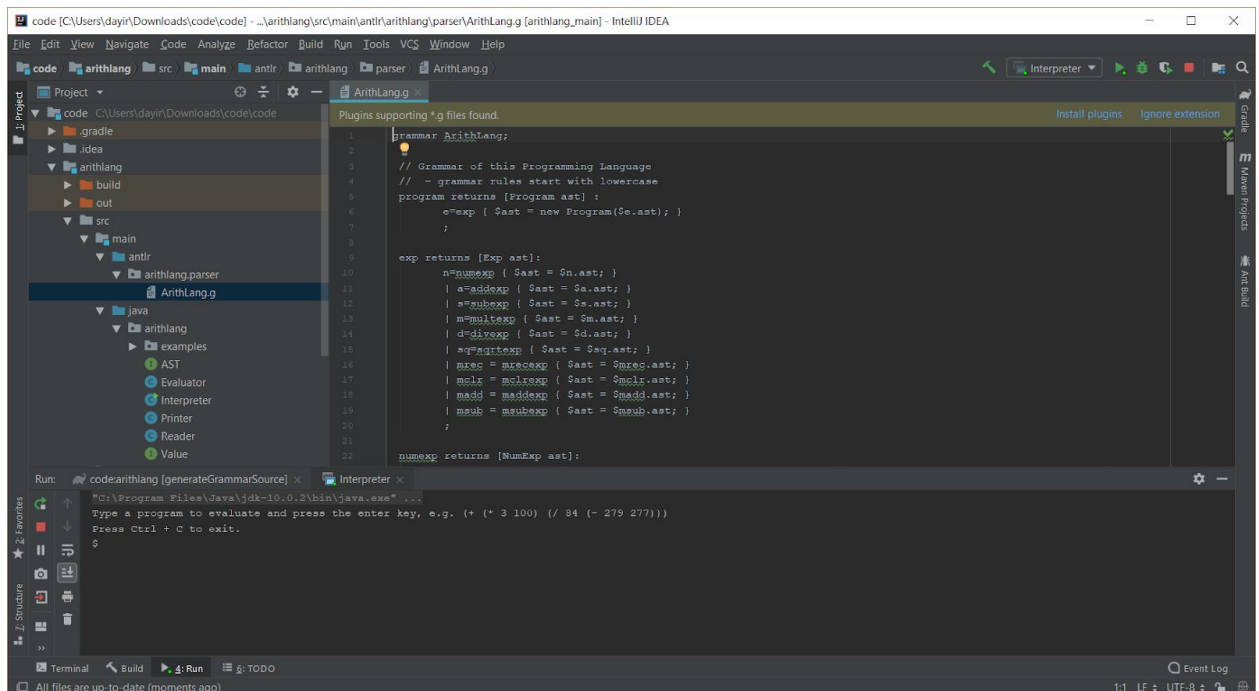 code [C:\Users\dayir\Downloads\code\code] - ...\arithlang\src\main\antlr\arithlang\parser\ArithLang.g [arithlang_main] - IntelliJ IDEA
File Edit View Navigate Code Analyze Refactor Build Run Tools VCS Window Help
code arithlang src main antlr arithlang parser ArithLang.g Interpreter
Project ArithLang.g
1: Project
code C:\Users\dayir\Downloads\code\code
.gradle
.idea
arithlang
build
out
src
main
antlr
arithlang.parser
ArithLang.g
java
arithlang
examples
AST
Evaluator
Interpreter
Printer
Reader
Value
Plugins supporting *.g files found. Install plugins Ignore extension
1 grammar ArithLang;
2
3 // Grammar of this Programming Language
4 // - grammar rules start with lowercase
5 program returns [Program ast] :
6 e=exp { $ast = new Program($e.ast); }
7 ;
8
9 exp returns [Exp ast]:
10 n=numexp { $ast = $n.ast; }
11 | a=addexp { $ast = $a.ast; }
12 | s=subexp { $ast = $s.ast; }
13 | m=multexp { $ast = $m.ast; }
14 | d=divexp { $ast = $d.ast; }
15 | sq=sqrtexp { $ast = $sq.ast; }
16 | mrec = mrecexp { $ast = $mrec.ast; }
17 | mclr = mclrexp { $ast = $mclr.ast; }
18 | madd = maddexp { $ast = $madd.ast; }
19 | msub = msubexp { $ast = $msub.ast; }
20 ;
21
22 numexp returns [NumExp ast]:
Gradle
m Maven Projects
Ant Build
Run: code:arithlang [generateGrammarSource] Interpreter
"C:\Program Files\Java\jdk-10.0.2\bin\java.exe" ...
Type a program to evaluate and press the enter key, e.g. (+ (* 3 100) (/ 84 (- 279 277)))
Press Ctrl + C to exit.
$
2: Favorites
Z: Structure
Terminal Build 4: Run 6: TODO Event Log
All files are up-to-date (moments ago) 1:1 LF UTF-8